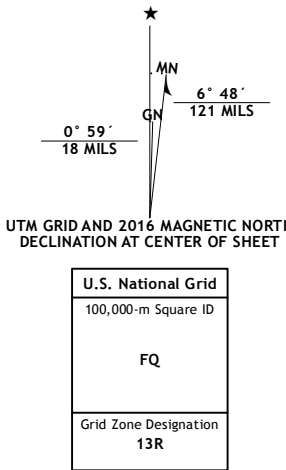 ★
MN
GN
6° 48´
121 MILS
0° 59´
18 MILS
UTM GRID AND 2016 MAGNETIC NORTH
DECLINATION AT CENTER OF SHEET
U.S. National Grid
100,000-m Square ID
FQ
Grid Zone Designation
13R